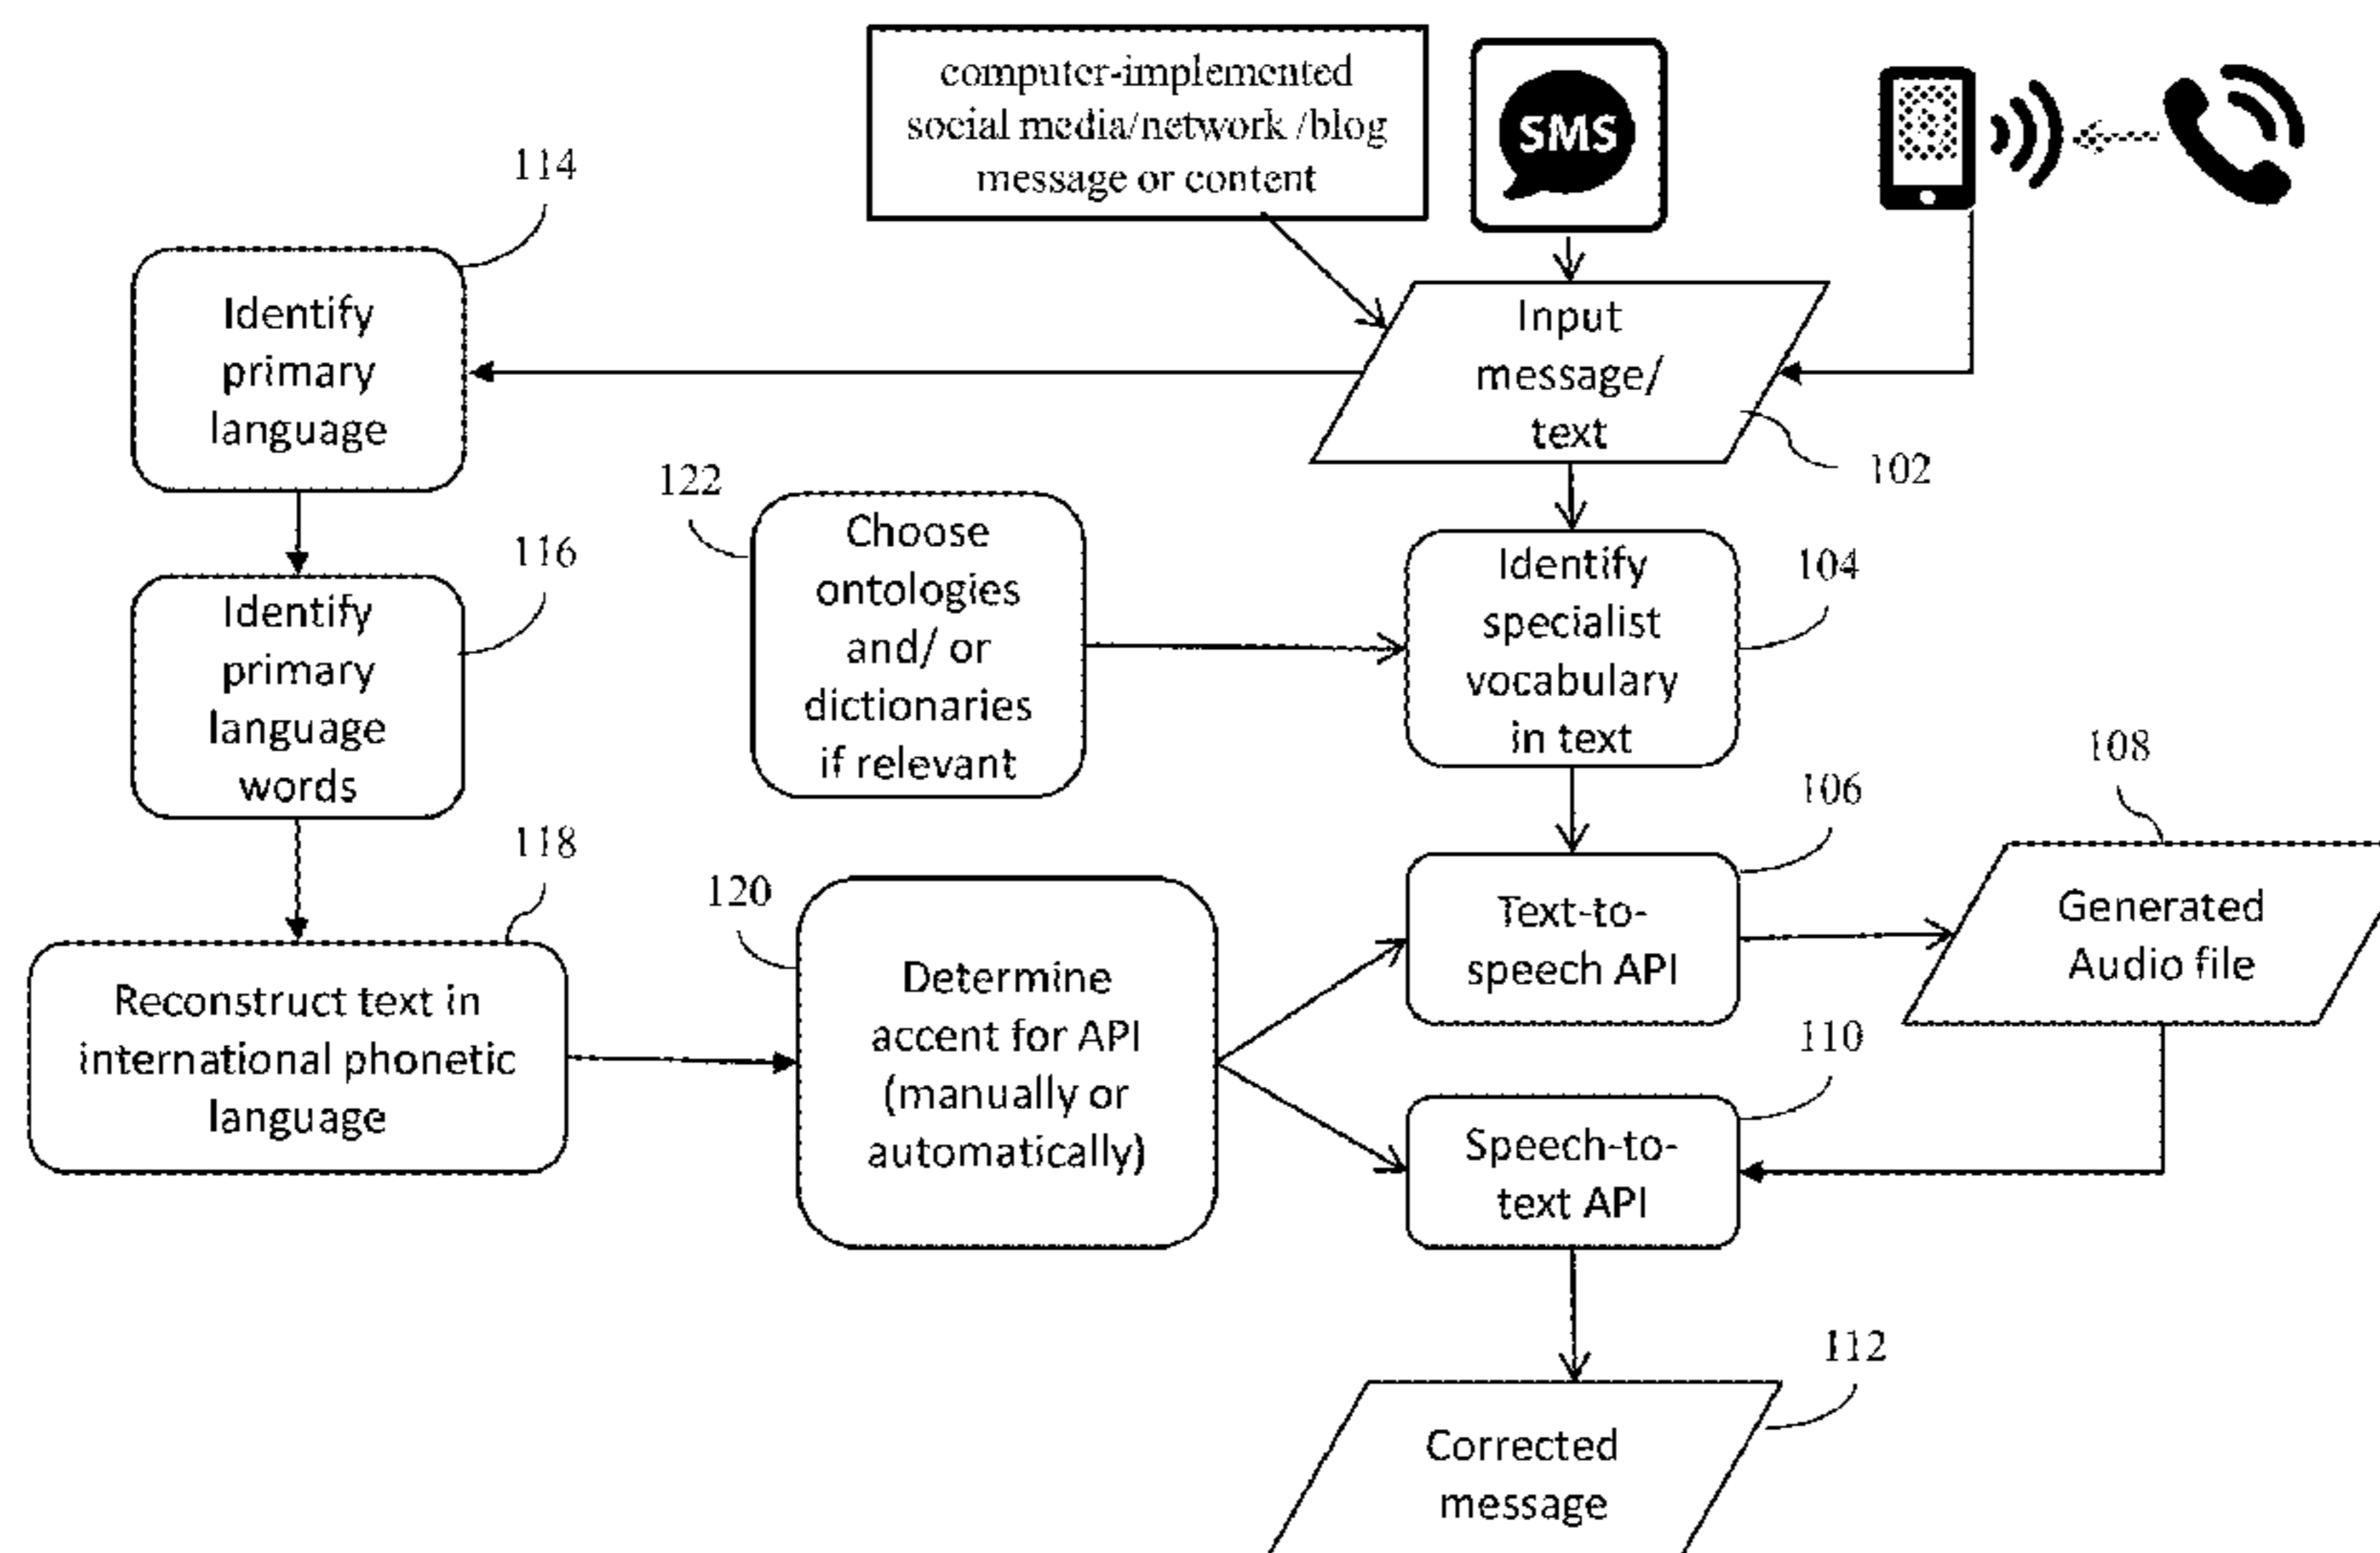 computer-implemented
social media/network /blog
message or content
SMS
114
Identify
primary
language
Input
message/
text
102
122
Choose
ontologies
and/ or
dictionaries
if relevant
116
Identify
primary
language
words
Identify
specialist
vocabulary
in text
104
118
Reconstruct text in
international phonetic
language
120
Determine
accent for API
(manually or
automatically)
106
Text-to-
speech API
108
Generated
Audio file
110
Speech-to-
text API
112
Corrected
message